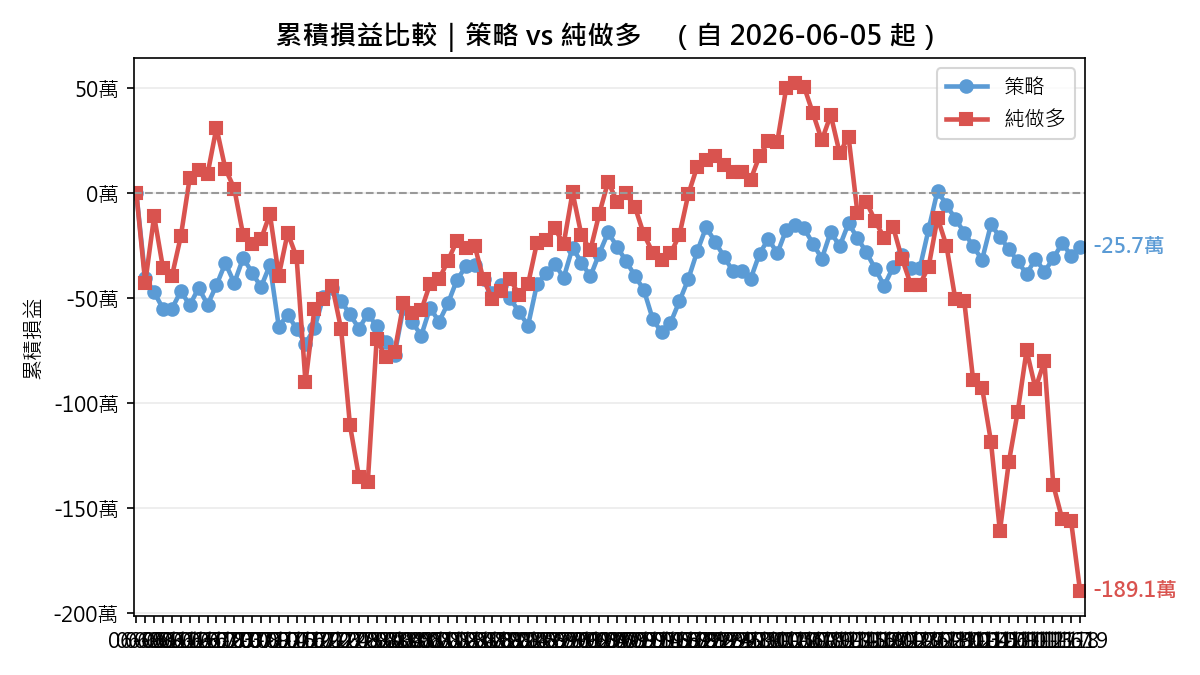 累積損益比較｜策略 vs 純做多 （自 2026-06-05 起）
策略
純做多
50萬
0萬
-50萬
-100萬
-150萬
-200萬
累積損益
-25.7萬
-189.1萬